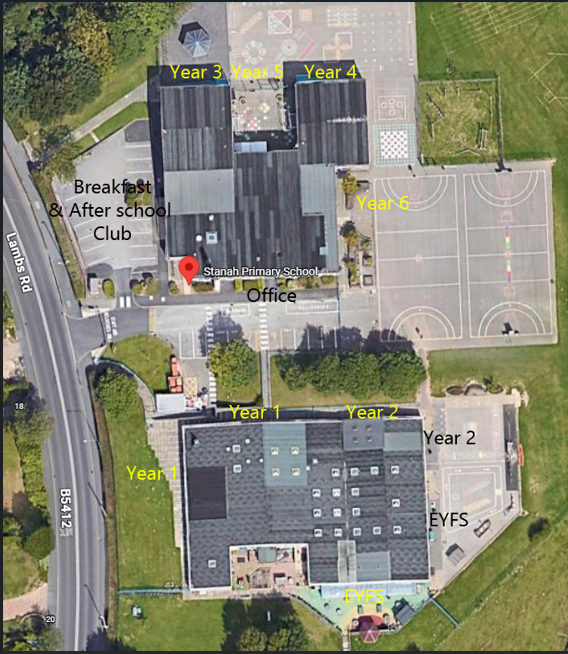 Year 3 Year 5 Year 4
Breakfast
& After school
Club
Year 6
Lambs Rd
Stanah Primary School
Office
18
Year 1 Year 2
Year 2
Year 1
B5412
EYFS
EYFS
20